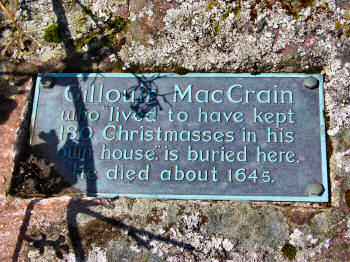 Gillouir MacCrain
who "lived to have kept
180 Christmasses in his
own house," is buried here.
He died about 1645.